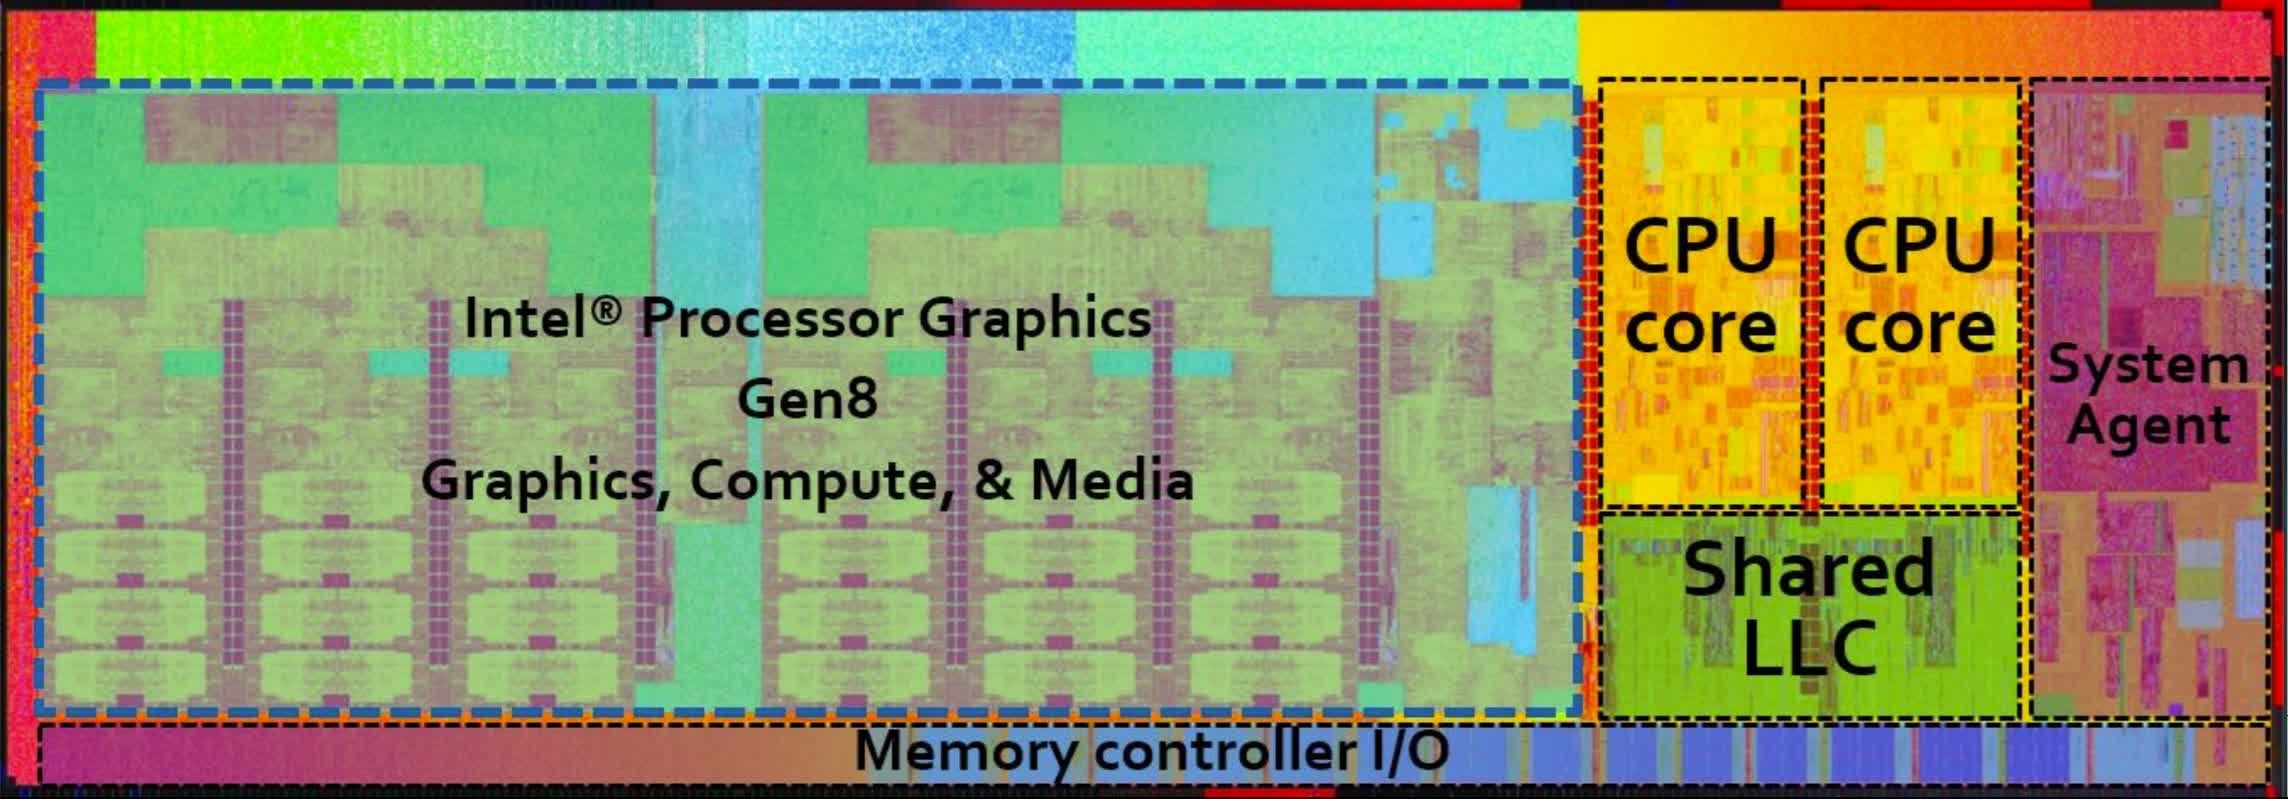 Intel® Processor Graphics
Gen8
Graphics, Compute, & Media
CPU
core
CPU
core
System
Agent
Shared
LLC
Memory controller I/O